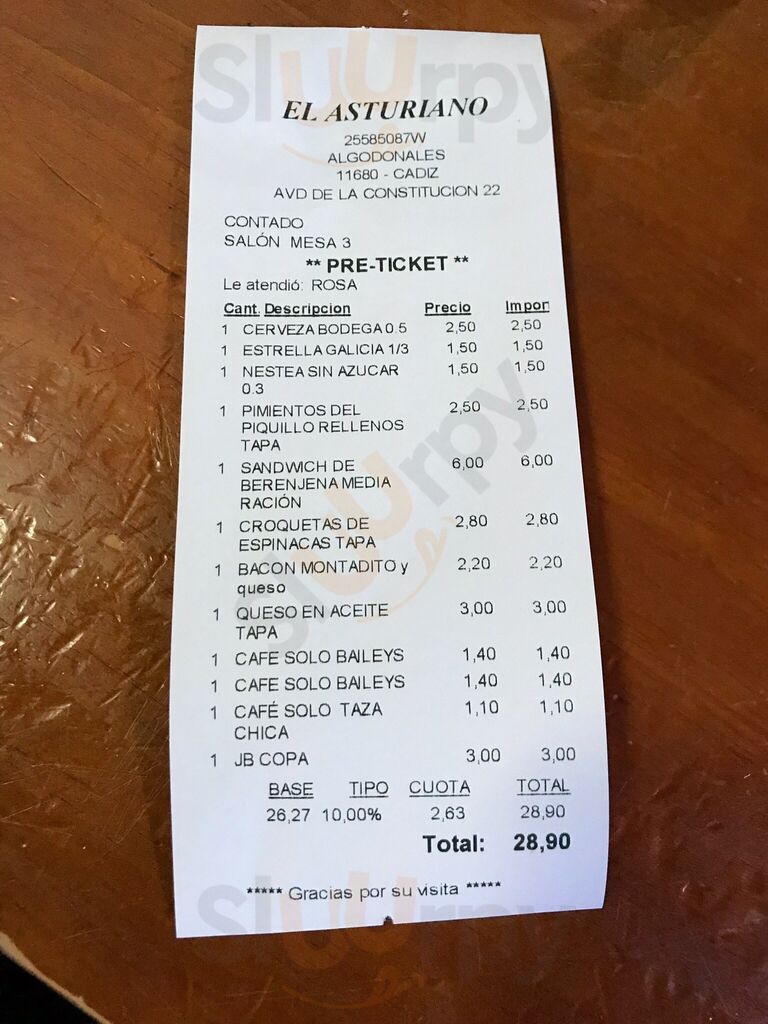 EL ASTURIANO
25585087W
ALGODONALES
11680 - CADIZ
AVD DE LA CONSTITUCION 22
CONTADO
SALÓN MESA 3
** PRE-TICKET **
Le atendió: ROSA
Cant. Descripcion Precio Impor
1 CERVEZA BODEGA 0.5 2,50 2,50
1 ESTRELLA GALICIA 1/3 1,50 1,50
1 NESTEA SIN AZUCAR 1,50 1,50
0.3
1 PIMIENTOS DEL 2,50 2,50
PIQUILLO RELLENOS
TAPA
1 SANDWICH DE 6,00 6,00
BERENJENA MEDIA
RACIÓN
1 CROQUETAS DE 2,80 2,80
ESPINACAS TAPA
1 BACON MONTADITO y 2,20 2,20
queso
1 QUESO EN ACEITE 3,00 3,00
TAPA
1 CAFE SOLO BAILEYS 1,40 1,40
1 CAFE SOLO BAILEYS 1,40 1,40
1 CAFÉ SOLO TAZA 1,10 1,10
CHICA
1 JB COPA 3,00 3,00
BASE TIPO CUOTA TOTAL
26,27 10,00% 2,63 28,90
Total: 28,90
***** Gracias por su visita *****
Slurpy
Slurpy
Slurpy